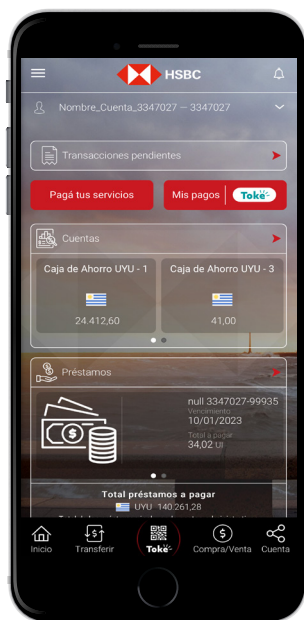 HSBC
Nombre_Cuenta_3347027 — 3347027
Transacciones pendientes
Pagá tus servicios
Mis pagos
Tokë
Cuentas
Caja de Ahorro UYU - 1
Caja de Ahorro UYU - 3
24.412,60
41,00
Préstamos
null 3347027-99935
Vencimiento
10/01/2023
Total a pagar
34,02 UI
Total préstamos a pagar
UYU 140.261,28
Inicio
Transferir
Tokë
Compra/Venta
Cuenta